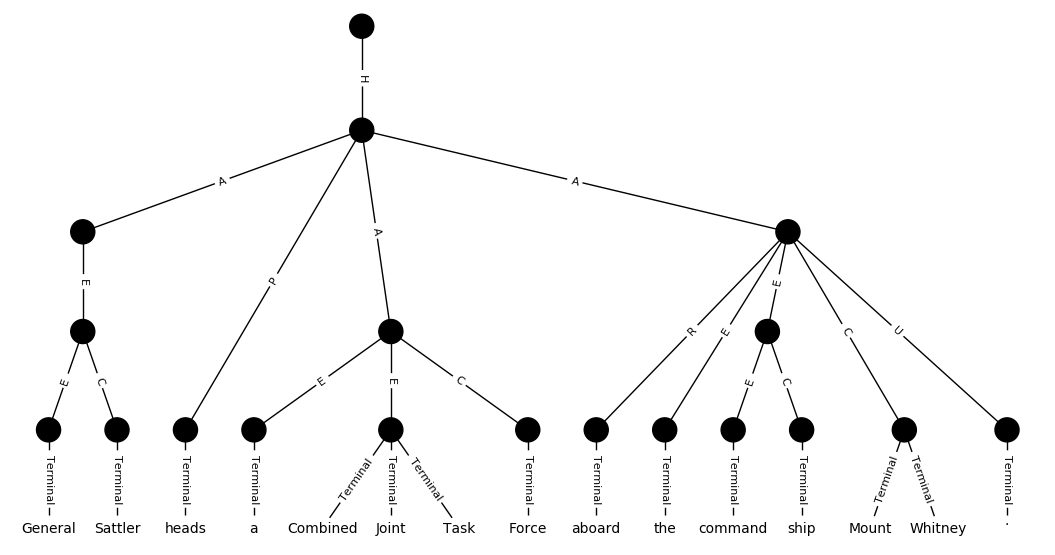 H
A
A
A
P
E
E
R
E
E
C
U
E
C
E
E
C
E
C
Terminal Terminal Terminal Terminal Terminal Terminal Terminal Terminal Terminal Terminal Terminal Terminal Terminal Terminal Terminal
General Sattler heads a Combined Joint Task Force aboard the command ship Mount Whitney .